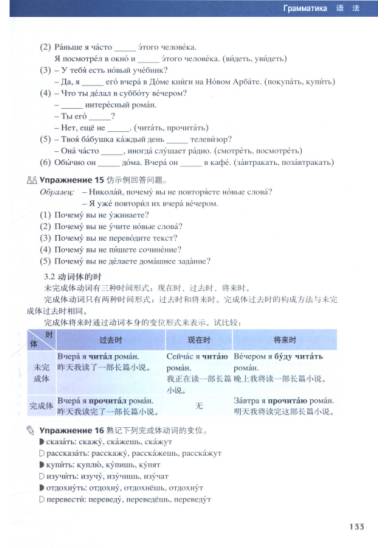 Грамматика 语 法
(2) Ра́ньше я ча́сто _____ э́того челове́ка.
Я посмотре́л в окно́ и _____ э́того челове́ка. (ви́деть, уви́деть)
(3) – У тебя́ есть но́вый уче́бник?
– Да, я _____ его́ вчера́ в До́ме кни́ги на Но́вом Арба́те. (покупа́ть, купи́ть)
(4) – Что ты де́лал в суббо́ту ве́чером?
– _____ интере́сный рома́н.
– Ты его́ _____?
– Нет, ещё не _____. (чита́ть, прочита́ть)
(5) – Твоя́ ба́бушка ка́ждый день _____ телеви́зор?
– Она́ ча́сто _____, иногда́ слу́шает ра́дио. (смотре́ть, посмотре́ть)
(6) Обы́чно он _____ до́ма. Вчера́ он _____ в кафе́. (за́втракать, поза́втракать)
Упражнение 15 仿示例回答问题。
Образец: – Никола́й, почему́ вы не повторя́ете но́вые слова́?
– Я уже́ повтори́л их вчера́ ве́чером.
(1) Почему́ вы не у́жинаете?
(2) Почему́ вы не у́чите но́вые слова́?
(3) Почему́ вы не перево́дите текст?
(4) Почему́ вы не пи́шете сочине́ние?
(5) Почему́ вы не де́лаете дома́шнее зада́ние?
3.2 动词体的时
未完成体动词有三种时间形式：现在时、过去时、将来时。
完成体动词只有两种时间形式：过去时和将来时。完成体过去时的构成方法与未完
成体过去时相同。
完成体将来时通过动词本身的变位形式来表示。试比较：
体 时 过去时 现在时 将来时
未完成体 Вчера́ я чита́л рома́н. 昨天我读了一部长篇小说。 Сейча́с я чита́ю рома́н. 我正在读一部长篇小说。 Ве́чером я бу́ду чита́ть рома́н. 晚上我将读一部长篇小说。
完成体 Вчера́ я прочита́л рома́н. 昨天我读完了一部长篇小说。 无 За́втра я прочита́ю рома́н. 明天我将读完这部长篇小说。
Упражнение 16 熟记下列完成体动词的变位。
сказа́ть: скажу́, ска́жешь, ска́жут
рассказа́ть: расскажу́, расска́жешь, расска́жут
купи́ть: куплю́, ку́пишь, ку́пят
изучи́ть: изучу́, изу́чишь, изу́чат
отдохну́ть: отдохну́, отдохнёшь, отдохну́т
перевести́: переведу́, переведёшь, переведу́т
133